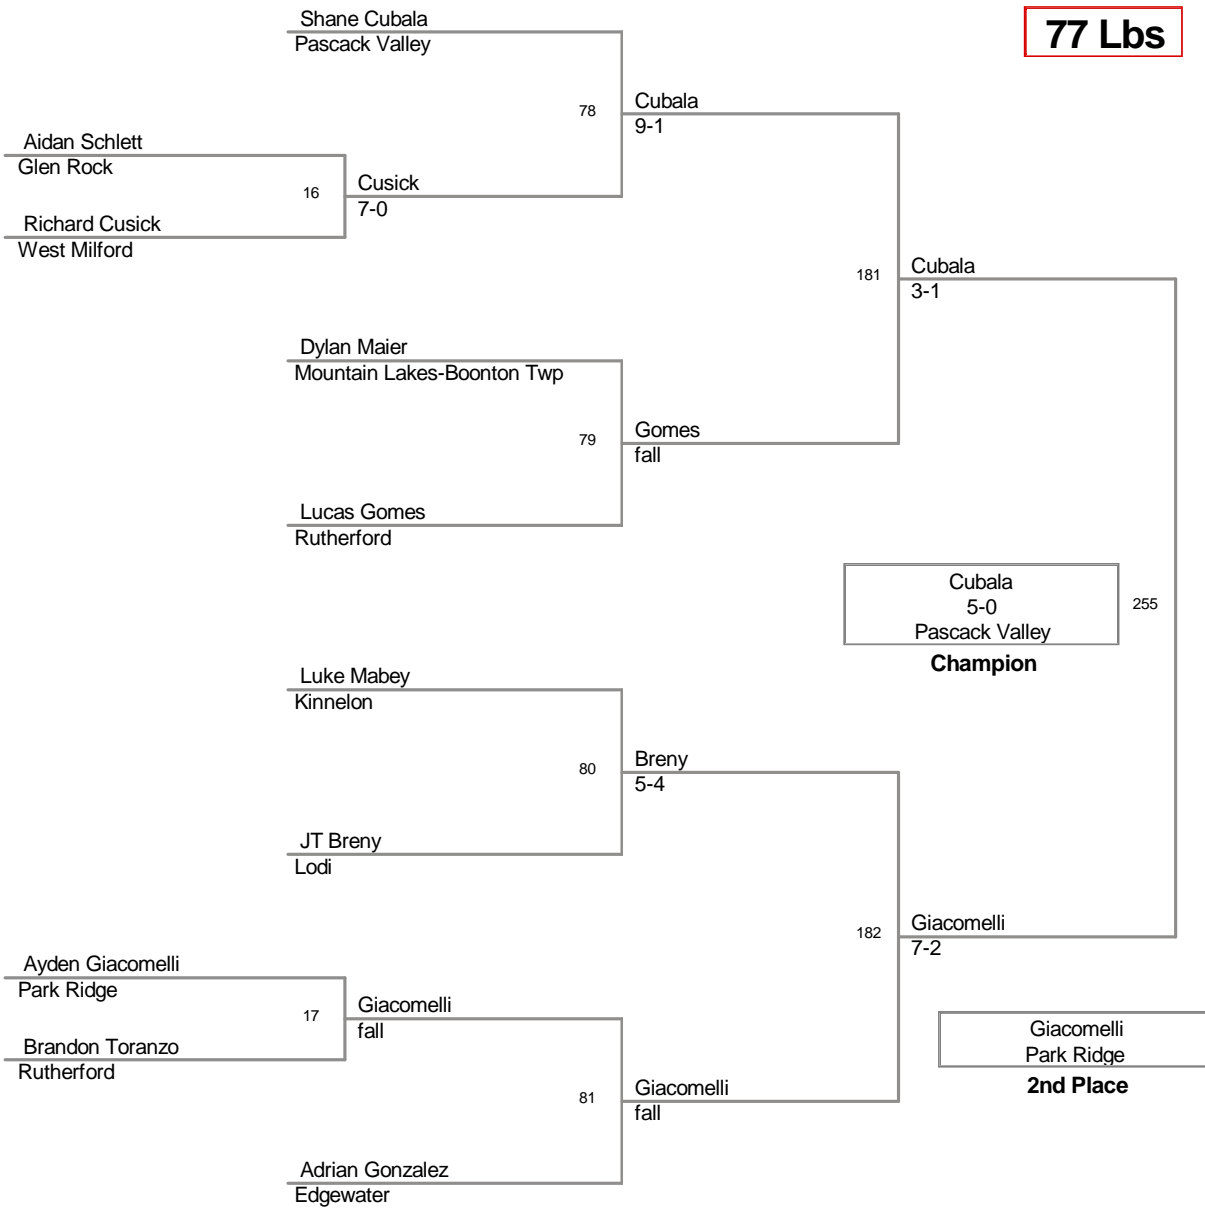 Shane Cubala
Pascack Valley
77 Lbs
78
Cubala
9-1
Aidan Schlett
Glen Rock
16
Cusick
7-0
Richard Cusick
West Milford
181
Cubala
3-1
Dylan Maier
Mountain Lakes-Boonton Twp
79
Gomes
fall
Lucas Gomes
Rutherford
Cubala
5-0
Pascack Valley
255
Champion
Luke Mabey
Kinnelon
80
Breny
5-4
JT Breny
Lodi
182
Giacomelli
7-2
Ayden Giacomelli
Park Ridge
17
Giacomelli
fall
Brandon Toranzo
Rutherford
Giacomelli
Park Ridge
2nd Place
81
Giacomelli
fall
Adrian Gonzalez
Edgewater